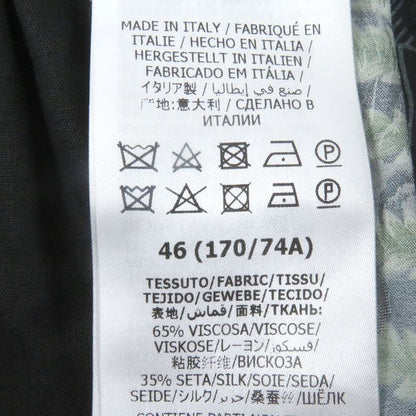 MADE IN ITALY / FABRIQUÉ EN
ITALIE / HECHO EN ITALIA /
HERGESTELLT IN ITALIEN /
FABRICADO EM ITALIA /
イタリア製 / صنع في إيطاليا /
产地:意大利 / СДЕЛАНО В
ИТАЛИИ
P
P
46 (170/74A)
TESSUTO/FABRIC/TISSU/
TEJIDO/GEWEBE/TECIDO/
表地/قماش/面料/ТКАНЬ:
65% VISCOSA/VISCOSE/
VISKOSE/レーヨン/فسكوز/
粘胶纤维/ВИСКОЗА
35% SETA/SILK/SOIE/SEDA/
SEIDE/シルク/حرير/桑蚕丝/ШЁЛК